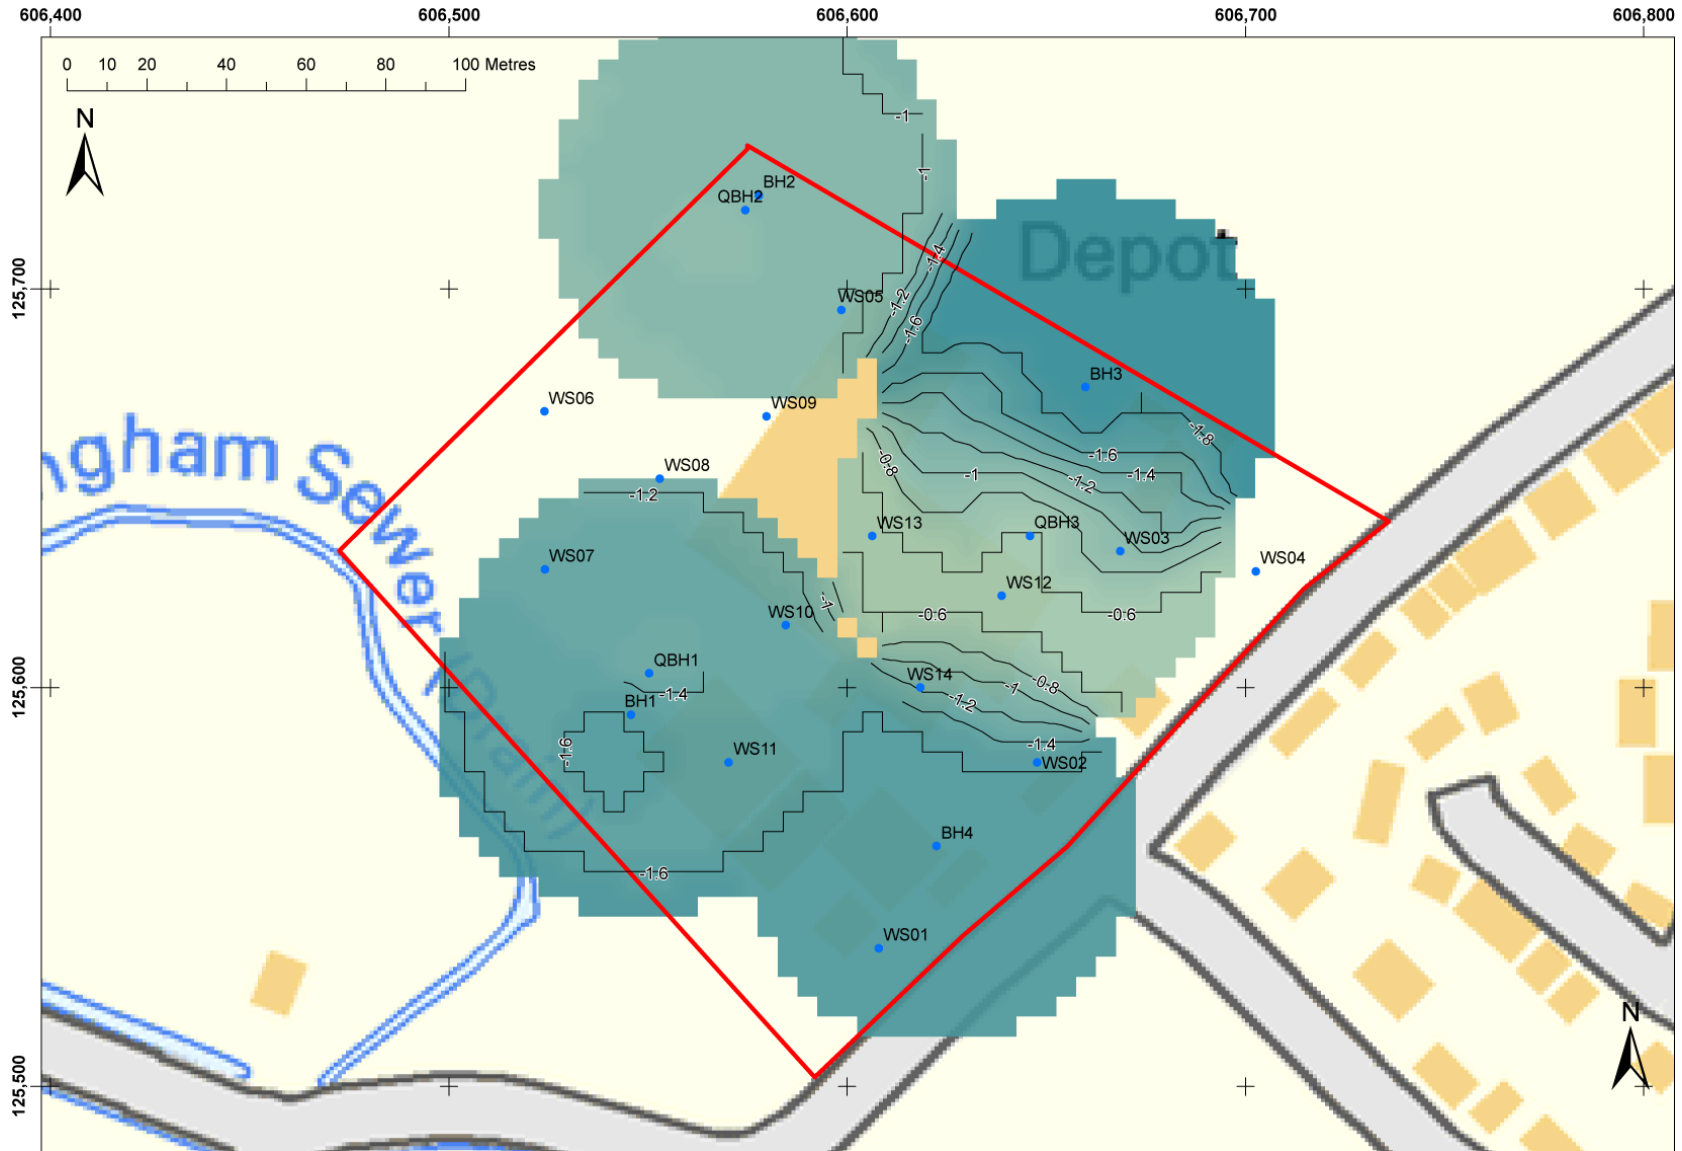 606,400 606,500 606,600 606,700 606,800
0 10 20 40 60 80 100 Metres
N
-1
-1
BH2
QBH2
Depot
-1.4
125,700
WS05
-1.2
-1.6
BH3
WS06
WS09
-1.8
ngham Sewer
-0.8
-1.6
WS08
-1
-1.4
-1.2
-1.2
WS13
QBH3
WS03
WS07
WS04
WS12
-1
WS10
-0.6
-0.6
QBH1
125,600
WS14
-0.8
-1
-1.4
-1.2
BH1
(Drain)
-1.6
WS11
-1.4
WS02
BH4
-1.6
WS01
N
125,500